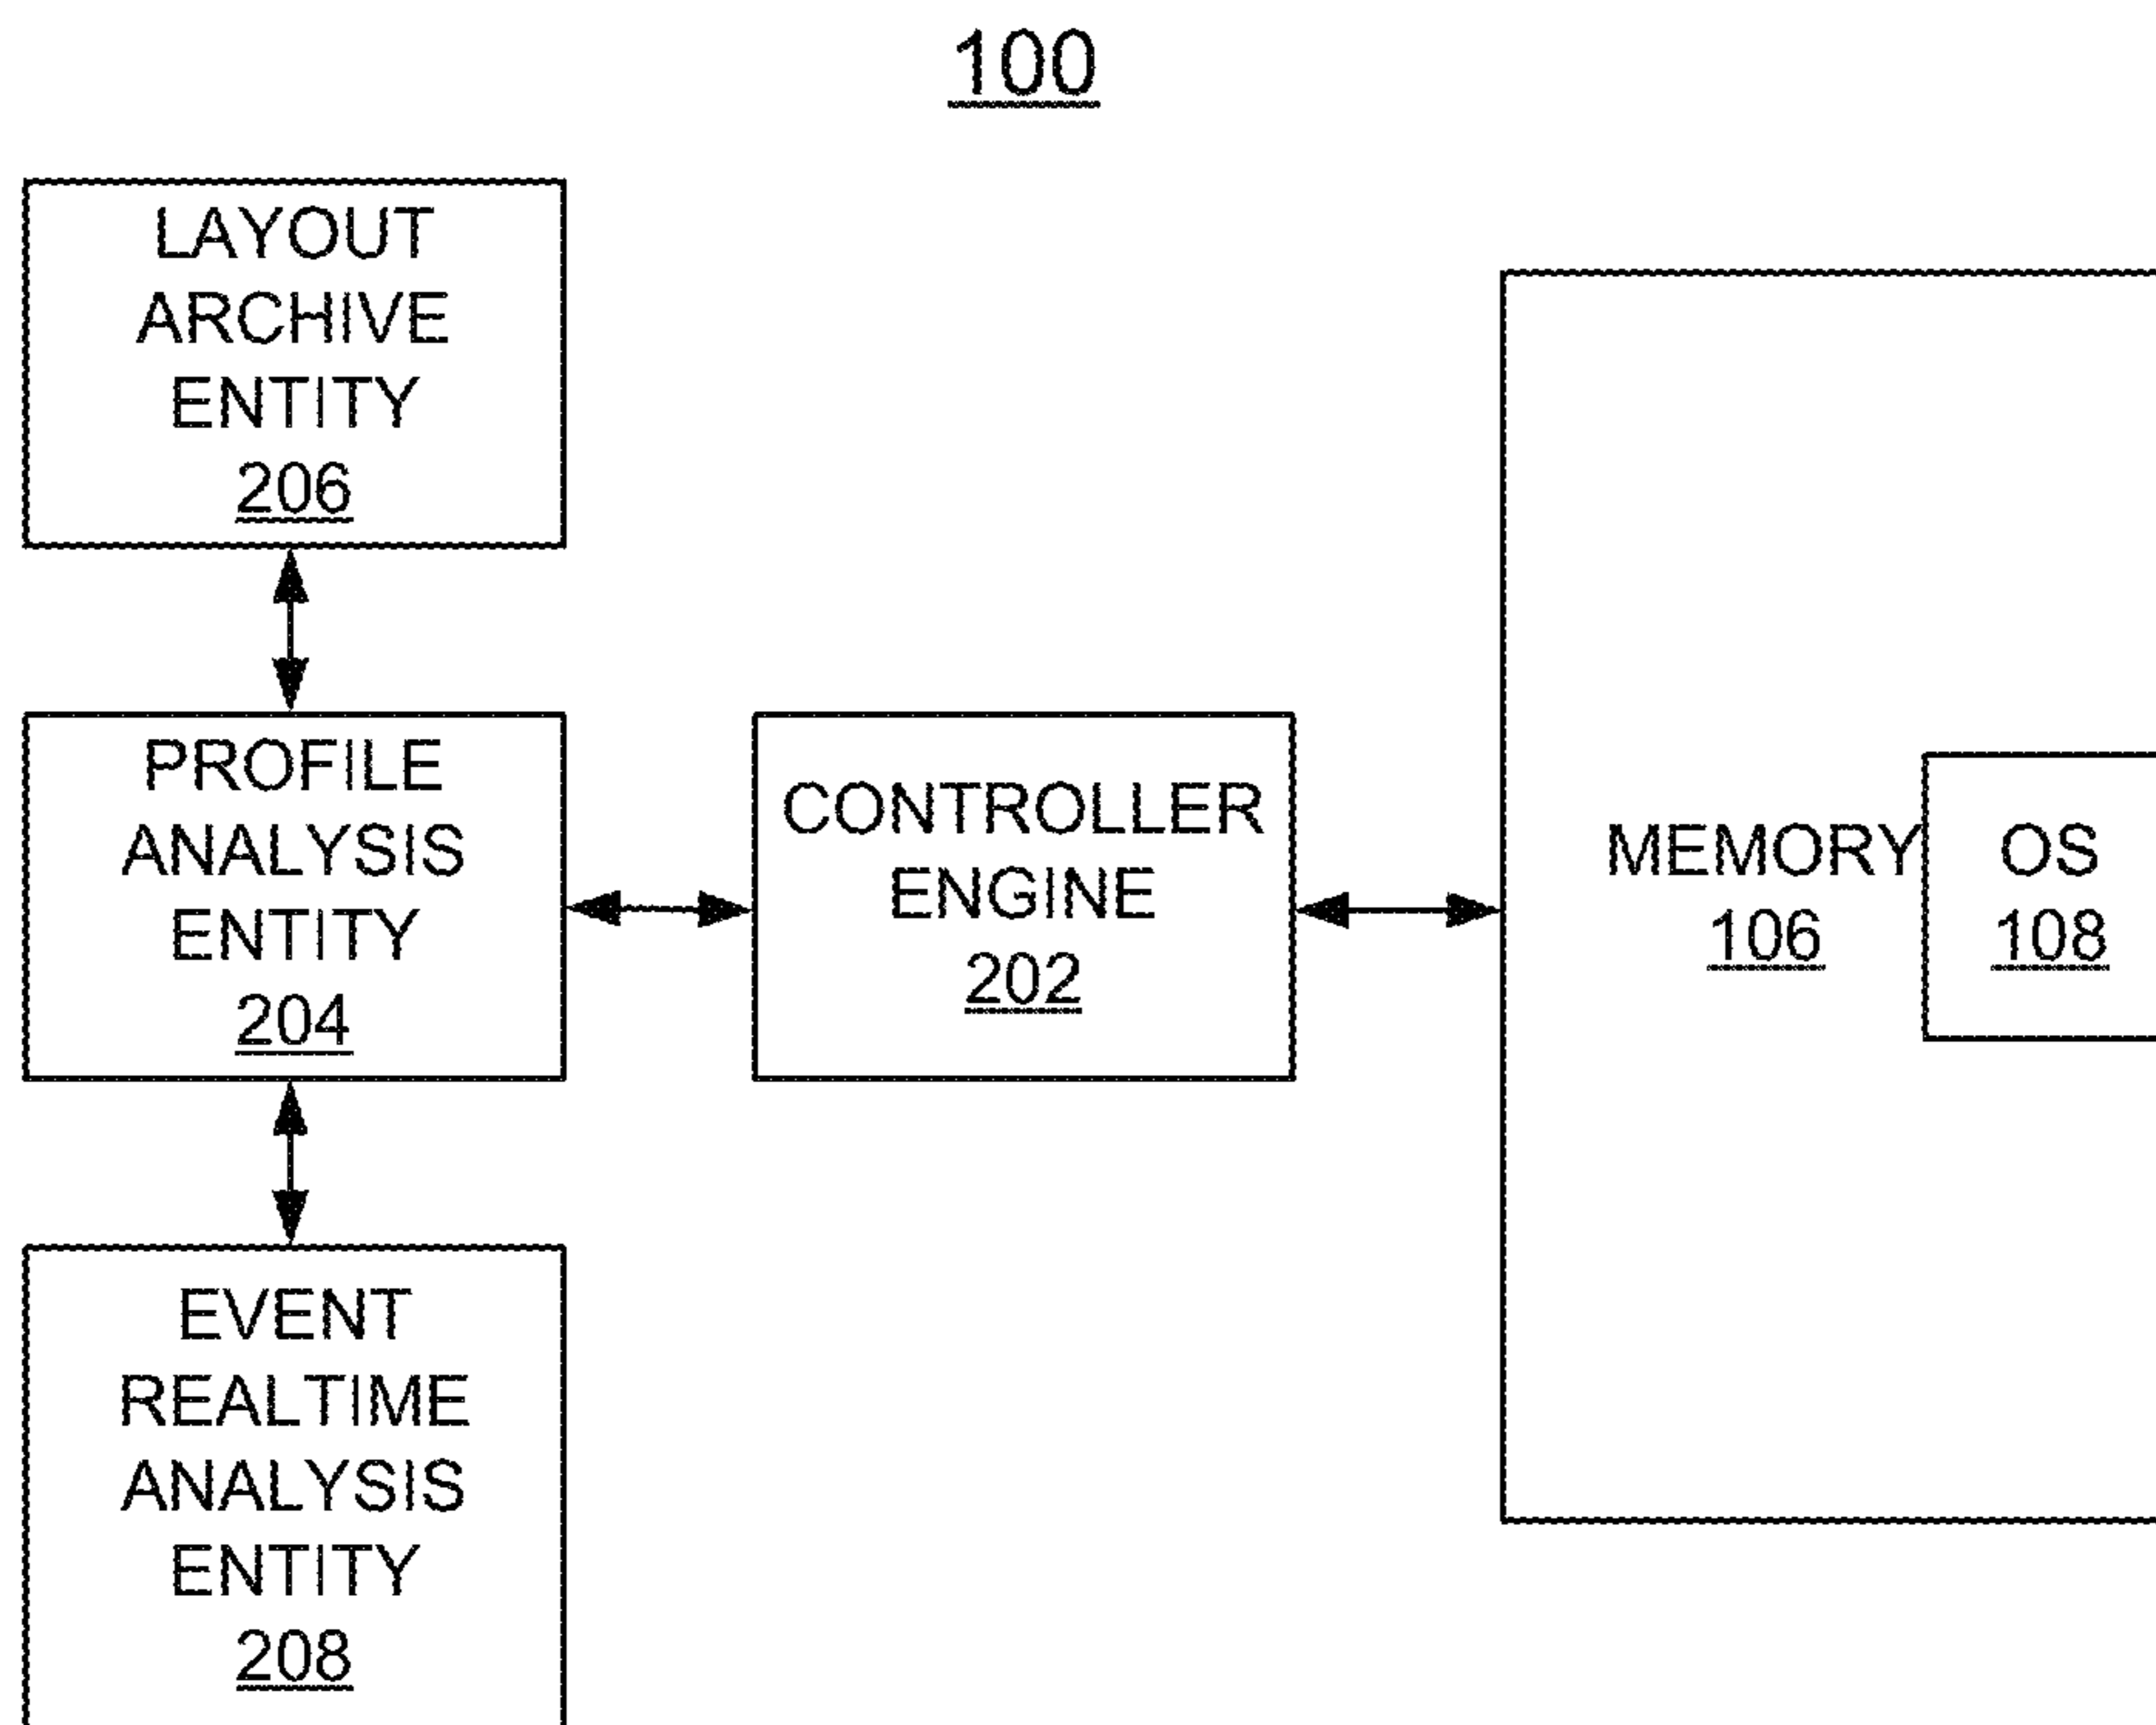 100
LAYOUT
ARCHIVE
ENTITY
206
PROFILE
ANALYSIS
ENTITY
204
CONTROLLER
ENGINE
202
MEMORY
106
OS
108
EVENT
REALTIME
ANALYSIS
ENTITY
208